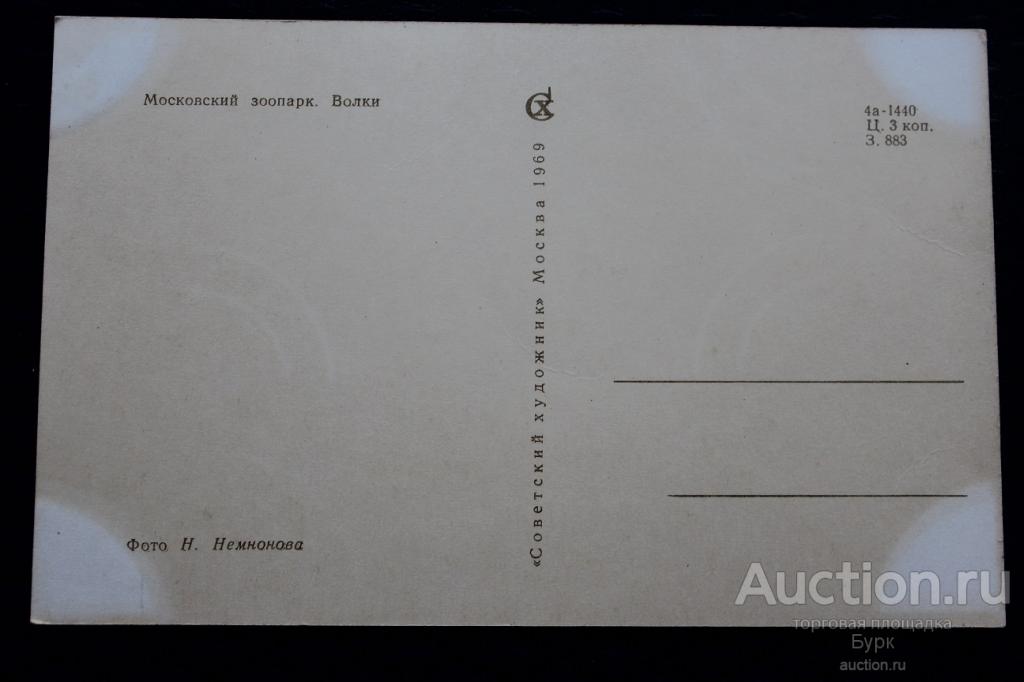 Московский зоопарк. Волки
СХ
4а-1440
Ц. 3 коп.
З. 883
«Советский художник» Москва 1969
Фото Н. Немнонова
Auction.ru
торговая площадка
Бурк
auction.ru